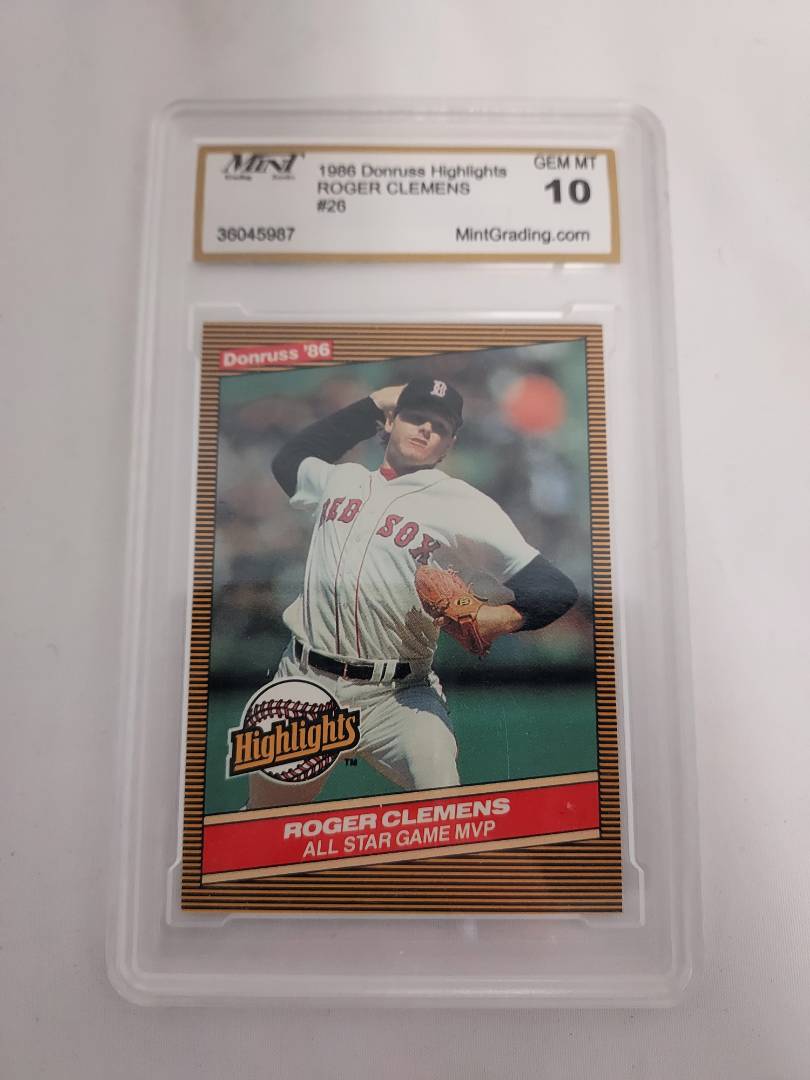 MINT
1986 Donruss Highlights
GEM MT
ROGER CLEMENS
10
#26
36045987
MintGrading.com
Donruss '86
B
RED SOX
Highlights
TM
ROGER CLEMENS
ALL STAR GAME MVP